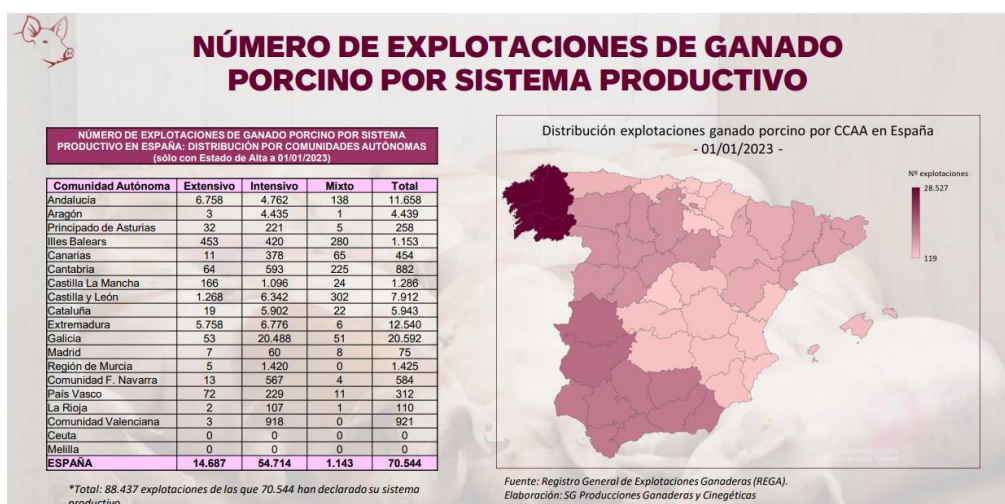 NÚMERO DE EXPLOTACIONES DE GANADO
PORCINO POR SISTEMA PRODUCTIVO
NÚMERO DE EXPLOTACIONES DE GANADO PORCINO POR SISTEMA
PRODUCTIVO EN ESPAÑA: DISTRIBUCIÓN POR COMUNIDADES AUTÓNOMAS
(sólo con Estado de Alta a 01/01/2023)
Comunidad Autónoma Extensivo Intensivo Mixto Total
Andalucía 6.758 4.762 138 11.658
Aragón 3 4.435 1 4.439
Principado de Asturias 32 221 5 258
Illes Balears 453 420 280 1.153
Canarias 11 378 65 454
Cantabria 64 593 225 882
Castilla La Mancha 166 1.096 24 1.286
Castilla y León 1.268 6.342 302 7.912
Cataluña 19 5.902 22 5.943
Extremadura 5.758 6.776 6 12.540
Galicia 53 20.488 51 20.592
Madrid 7 60 8 75
Región de Murcia 5 1.420 0 1.425
Comunidad F. Navarra 13 567 4 584
País Vasco 72 229 11 312
La Rioja 2 107 1 110
Comunidad Valenciana 3 918 0 921
Ceuta 0 0 0 0
Melilla 0 0 0 0
ESPAÑA 14.687 54.714 1.143 70.544
*Total: 88.437 explotaciones de las que 70.544 han declarado su sistema
productivo
Distribución explotaciones ganado porcino por CCAA en España
- 01/01/2023 -
Nº explotaciones
28.527
119
Fuente: Registro General de Explotaciones Ganaderas (REGA).
Elaboración: SG Producciones Ganaderas y Cinegéticas